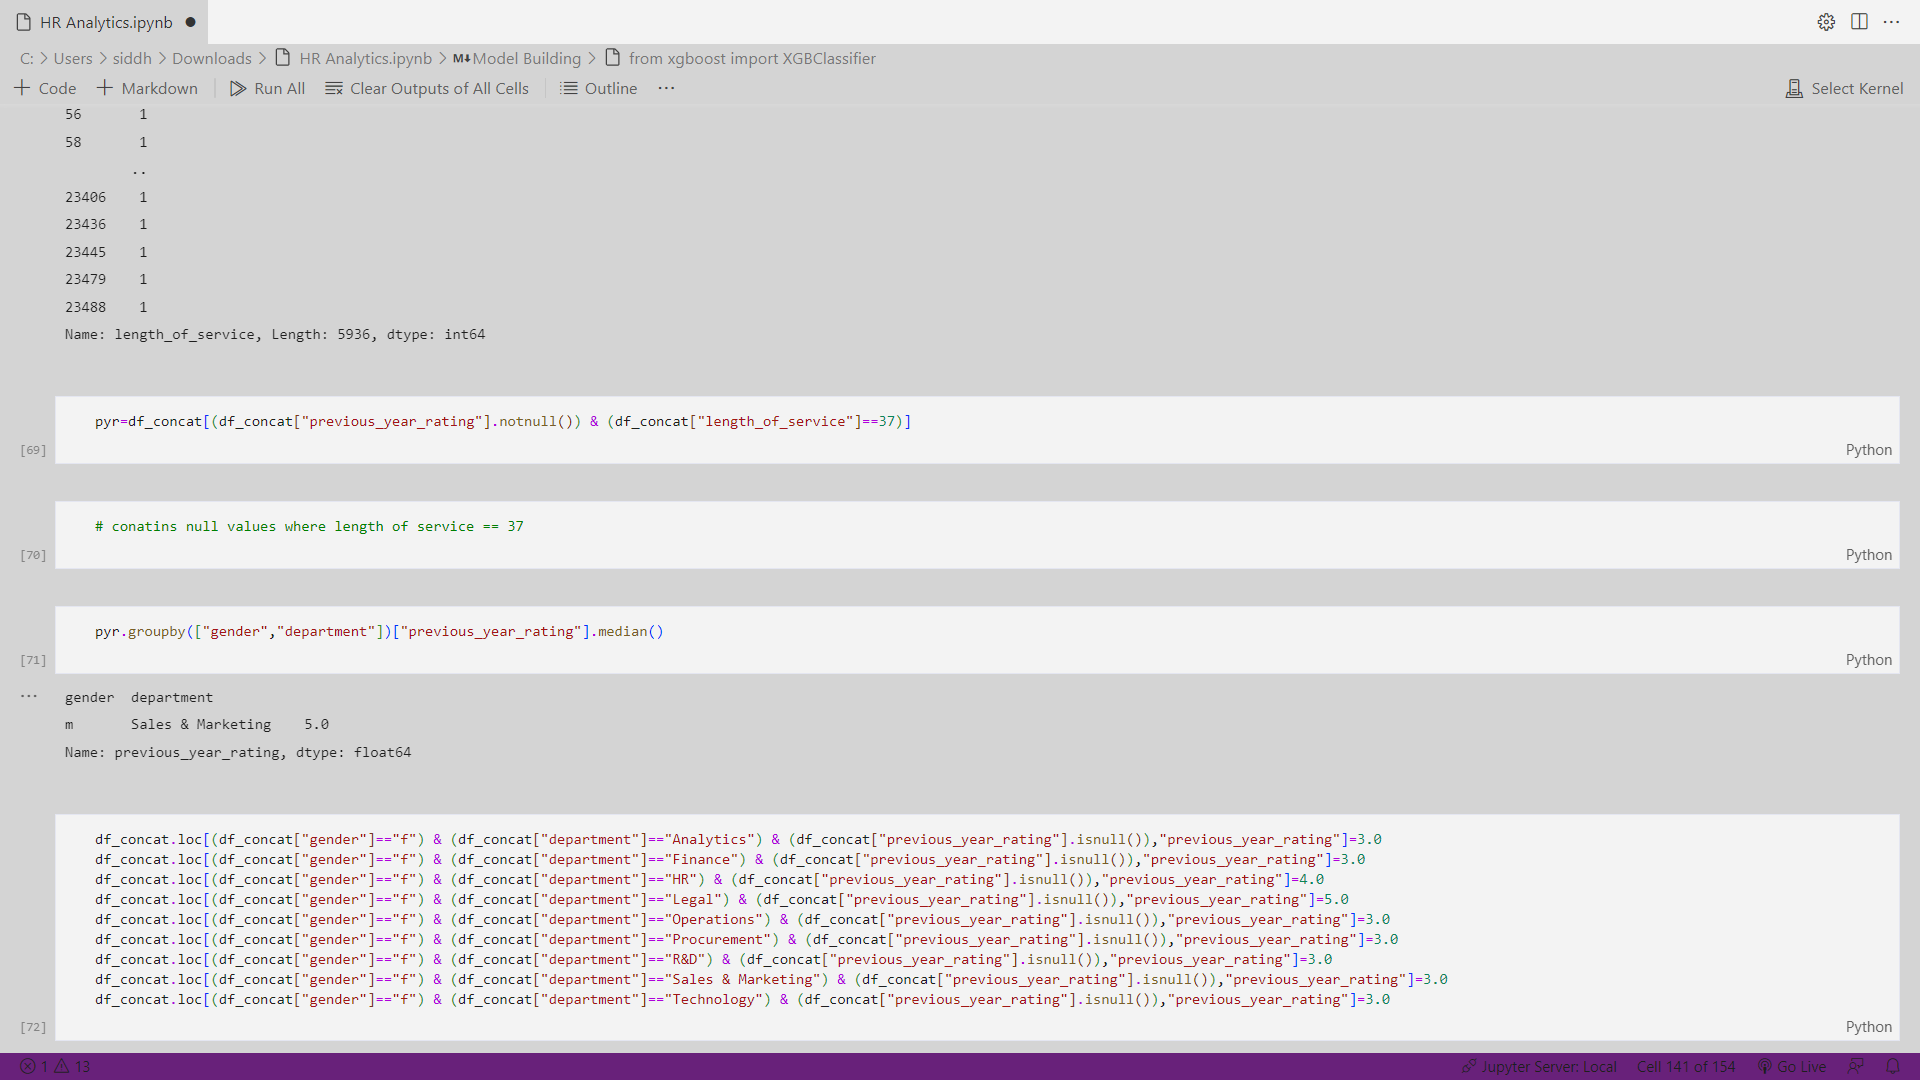 HR Analytics.ipynb ●
C: > Users > siddh > Downloads > HR Analytics.ipynb > M↓ Model Building > from xgboost import XGBClassifier
+ Code + Markdown Run All Clear Outputs of All Cells Outline ··· Select Kernel
56 1
58 1
..
23406 1
23436 1
23445 1
23479 1
23488 1
Name: length_of_service, Length: 5936, dtype: int64
pyr=df_concat[(df_concat["previous_year_rating"].notnull()) & (df_concat["length_of_service"]==37)]
[69] Python
# conatins null values where length of service == 37
[70] Python
pyr.groupby(["gender","department"])["previous_year_rating"].median()
[71] Python
··· gender department
m Sales & Marketing 5.0
Name: previous_year_rating, dtype: float64
df_concat.loc[(df_concat["gender"]=="f") & (df_concat["department"]=="Analytics") & (df_concat["previous_year_rating"].isnull()),"previous_year_rating"]=3.0
df_concat.loc[(df_concat["gender"]=="f") & (df_concat["department"]=="Finance") & (df_concat["previous_year_rating"].isnull()),"previous_year_rating"]=3.0
df_concat.loc[(df_concat["gender"]=="f") & (df_concat["department"]=="HR") & (df_concat["previous_year_rating"].isnull()),"previous_year_rating"]=4.0
df_concat.loc[(df_concat["gender"]=="f") & (df_concat["department"]=="Legal") & (df_concat["previous_year_rating"].isnull()),"previous_year_rating"]=5.0
df_concat.loc[(df_concat["gender"]=="f") & (df_concat["department"]=="Operations") & (df_concat["previous_year_rating"].isnull()),"previous_year_rating"]=3.0
df_concat.loc[(df_concat["gender"]=="f") & (df_concat["department"]=="Procurement") & (df_concat["previous_year_rating"].isnull()),"previous_year_rating"]=3.0
df_concat.loc[(df_concat["gender"]=="f") & (df_concat["department"]=="R&D") & (df_concat["previous_year_rating"].isnull()),"previous_year_rating"]=3.0
df_concat.loc[(df_concat["gender"]=="f") & (df_concat["department"]=="Sales & Marketing") & (df_concat["previous_year_rating"].isnull()),"previous_year_rating"]=3.0
df_concat.loc[(df_concat["gender"]=="f") & (df_concat["department"]=="Technology") & (df_concat["previous_year_rating"].isnull()),"previous_year_rating"]=3.0
[72] Python
1 13 Jupyter Server: Local Cell 141 of 154 Go Live